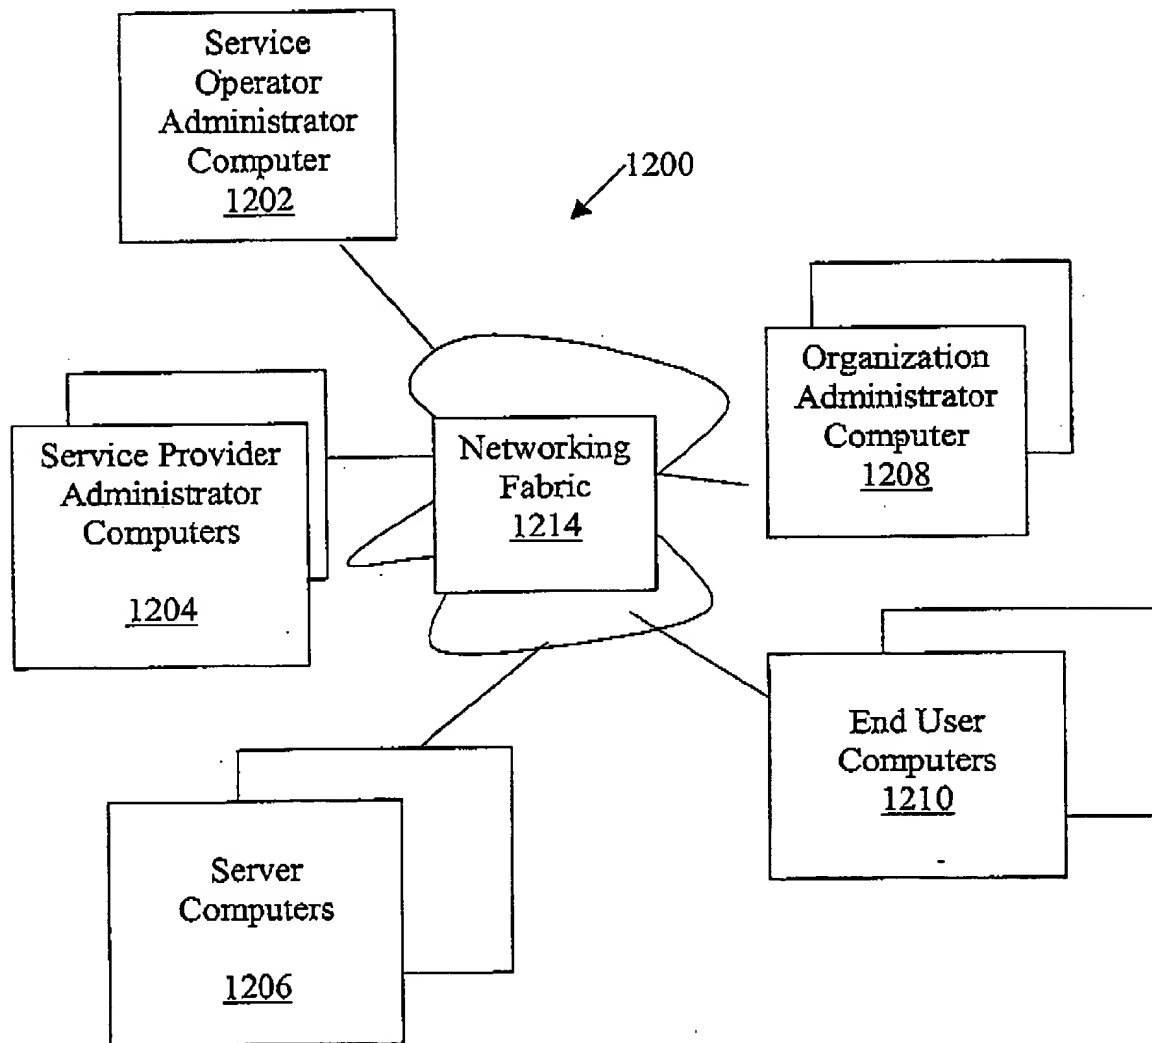 Service
Operator
Administrator
Computer
1202
1200
Organization
Administrator
Computer
1208
Service Provider
Administrator
Computers
1204
Networking
Fabric
1214
End User
Computers
1210
Server
Computers
1206